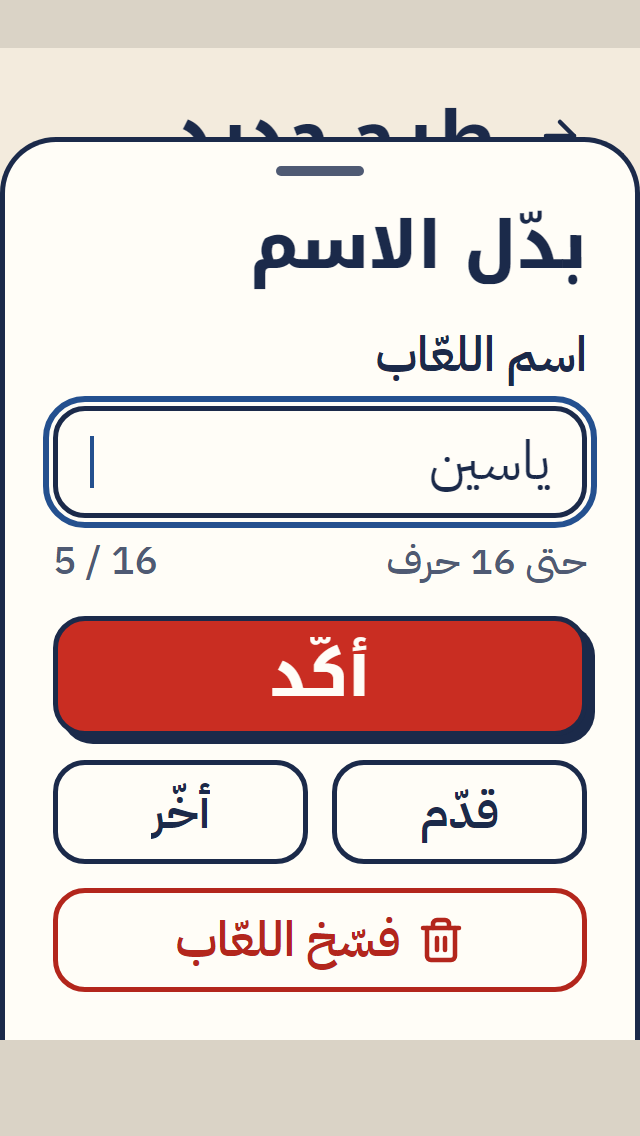 بدّل الاسم
اسم اللعّاب
ياسين
حتى 16 حرف
5 / 16
أكّد
قدّم
أخّر
فسّخ اللعّاب